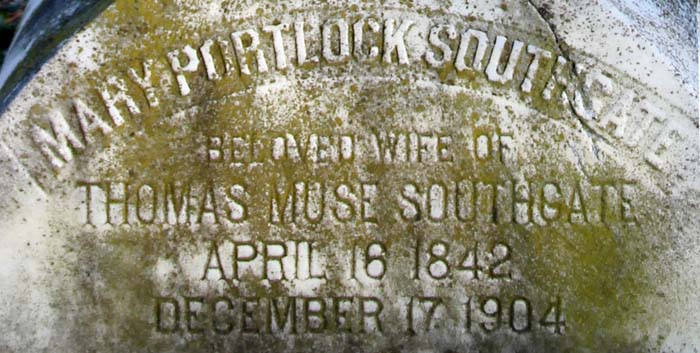 MARY PORTLOCK SOUTHGATE
BELOVED WIFE OF
THOMAS MUSE SOUTHGATE
APRIL 16 1842
DECEMBER 17 1904